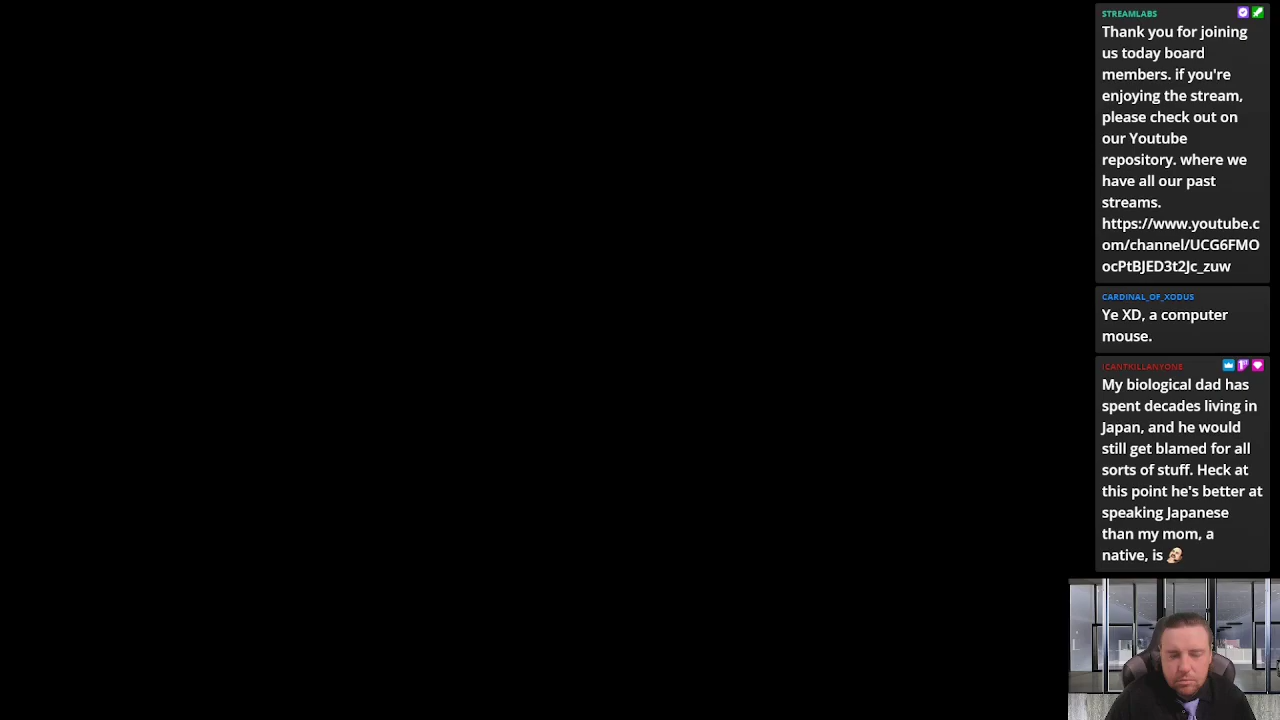 STREAMLABS
Thank you for joining
us today board
members. if you're
enjoying the stream,
please check out on
our Youtube
repository. where we
have all our past
streams.
https://www.youtube.c
om/channel/UCG6FMO
ocPtBJED3t2Jc_zuw
CARDINAL_OF_XODUS
Ye XD, a computer
mouse.
ICANTKILLANYONE
My biological dad has
spent decades living in
Japan, and he would
still get blamed for all
sorts of stuff. Heck at
this point he's better at
speaking Japanese
than my mom, a
native, is